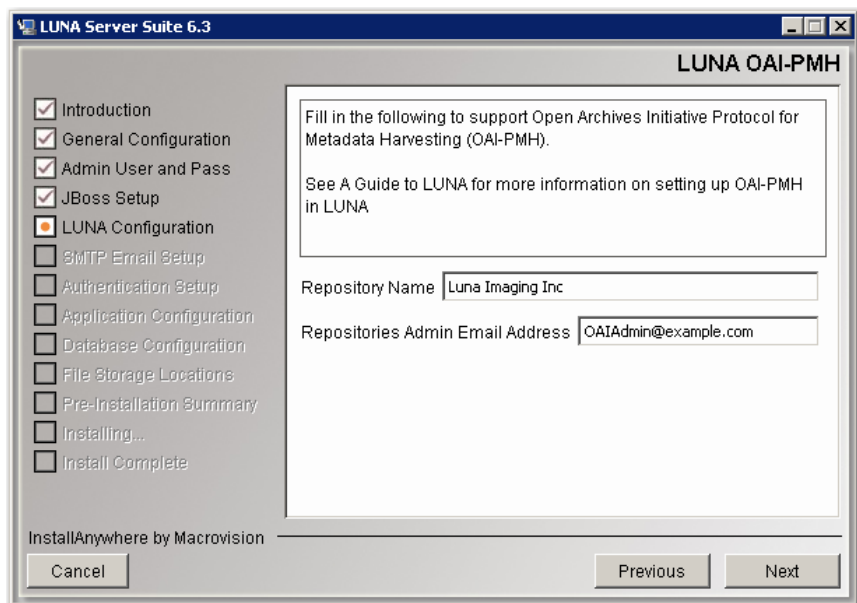 LUNA Server Suite 6.3
LUNA OAI-PMH
Introduction
General Configuration
Admin User and Pass
JBoss Setup
LUNA Configuration
SMTP Email Setup
Authentication Setup
Application Configuration
Database Configuration
File Storage Locations
Pre-Installation Summary
Installing...
Install Complete
Fill in the following to support Open Archives Initiative Protocol for
Metadata Harvesting (OAI-PMH).
See A Guide to LUNA for more information on setting up OAI-PMH
in LUNA
Repository Name Luna Imaging Inc
Repositories Admin Email Address OAIAdmin@example.com
InstallAnywhere by Macrovision
Cancel Previous Next